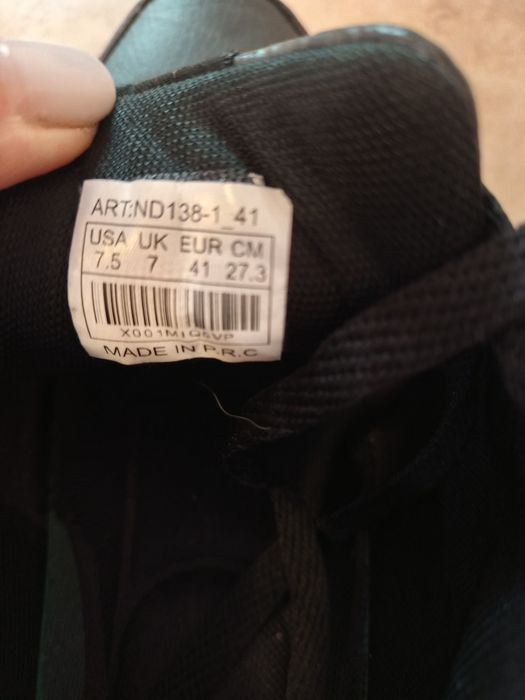 ART:ND138-1_41
USA UK EUR CM
7.5 7 41 27.3
MADE IN P.R.C